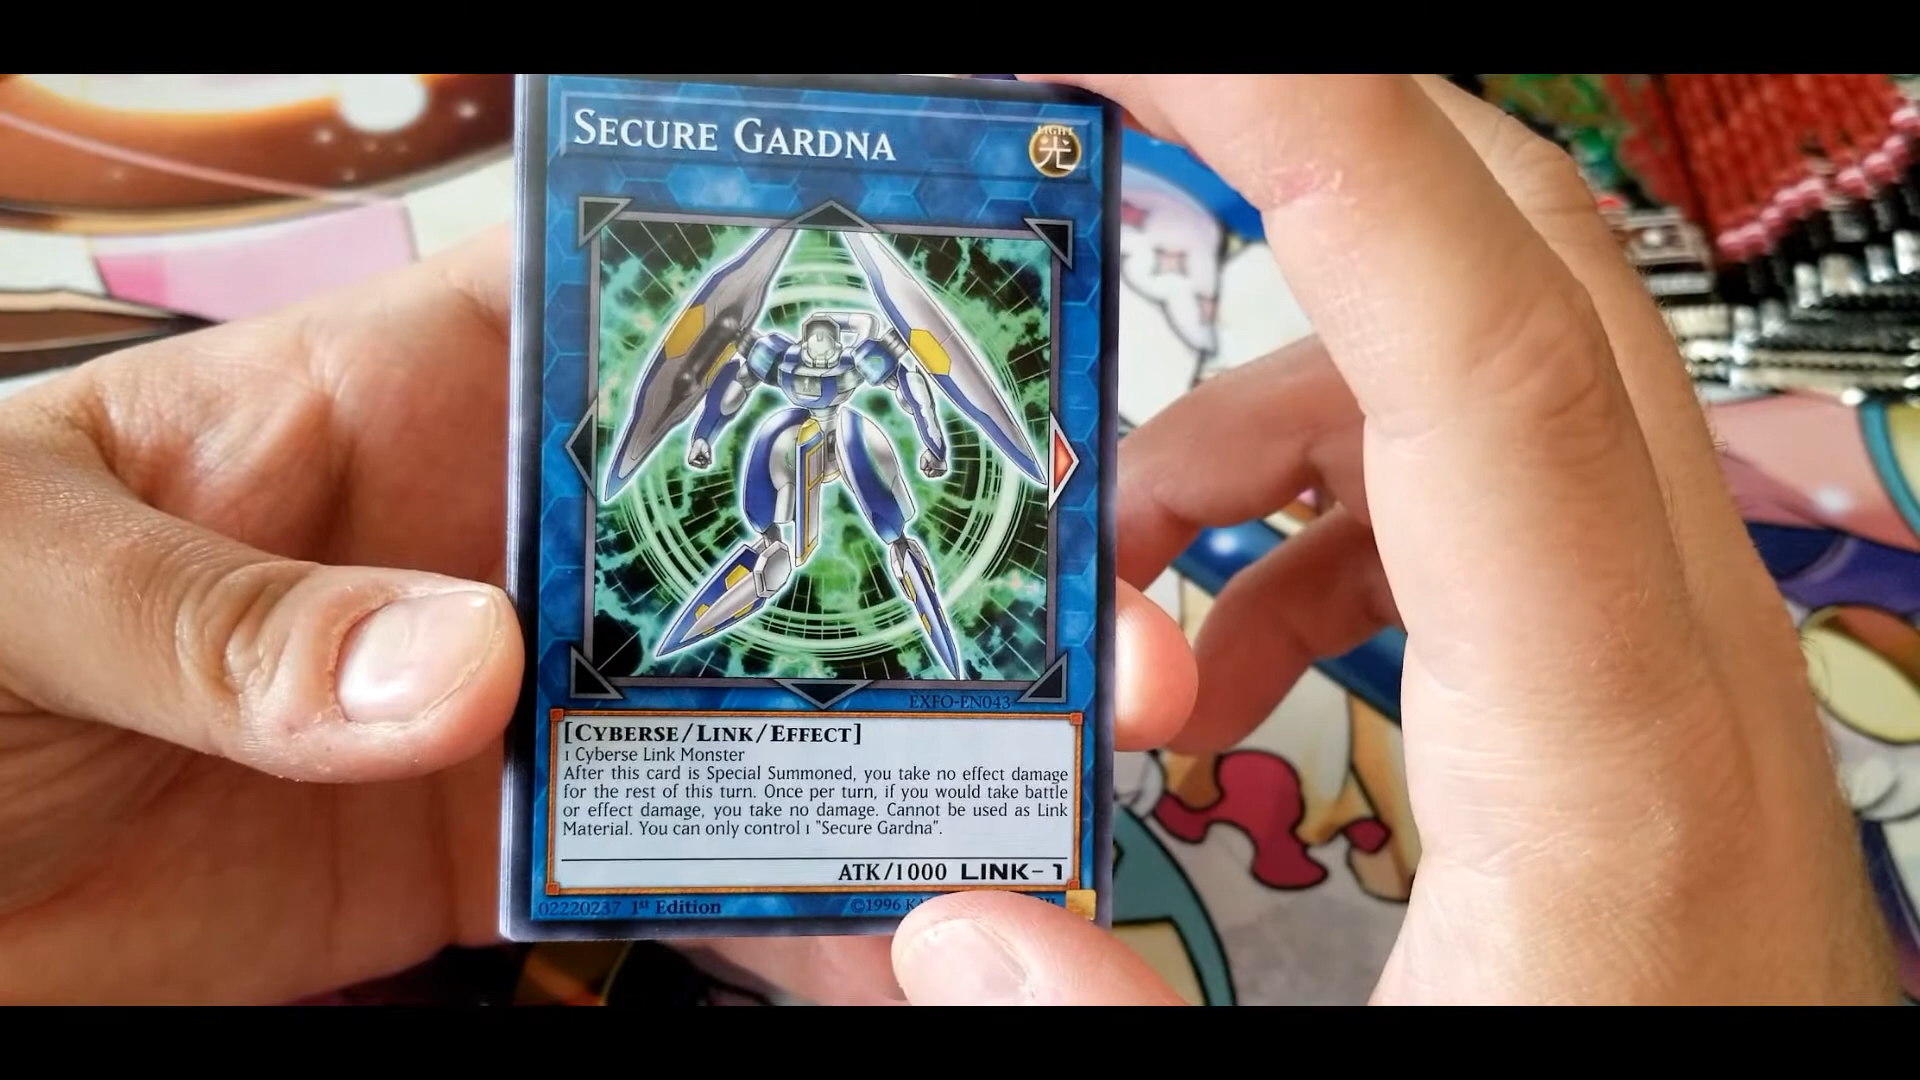 SECURE GARDNA
LIGHT
光
EXFO-EN043
[CYBERSE/LINK/EFFECT]
1 Cyberse Link Monster
After this card is Special Summoned, you take no effect damage
for the rest of this turn. Once per turn, if you would take battle
or effect damage, you take no damage. Cannot be used as Link
Material. You can only control 1 "Secure Gardna".
ATK/1000 LINK-1
02220237 1st Edition ©1996